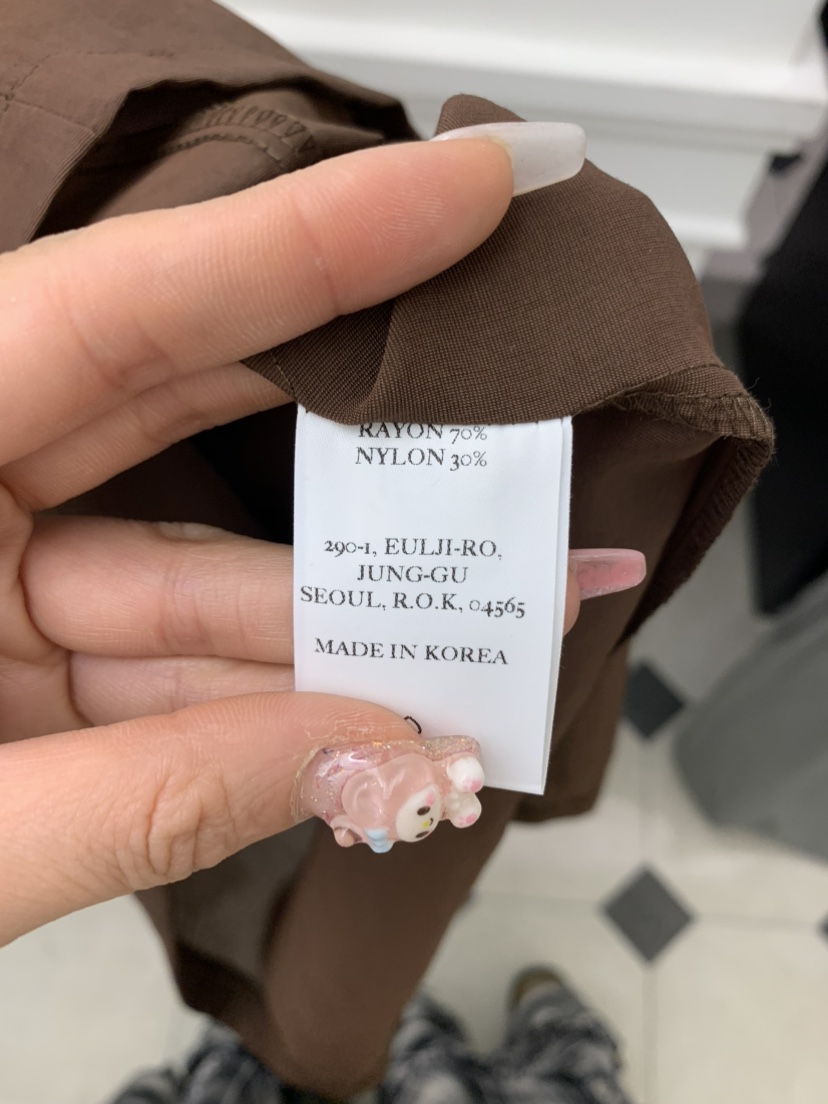 RAYON 70%
NYLON 30%
290-1, EULJI-RO,
JUNG-GU
SEOUL, R.O.K, 04565
MADE IN KOREA